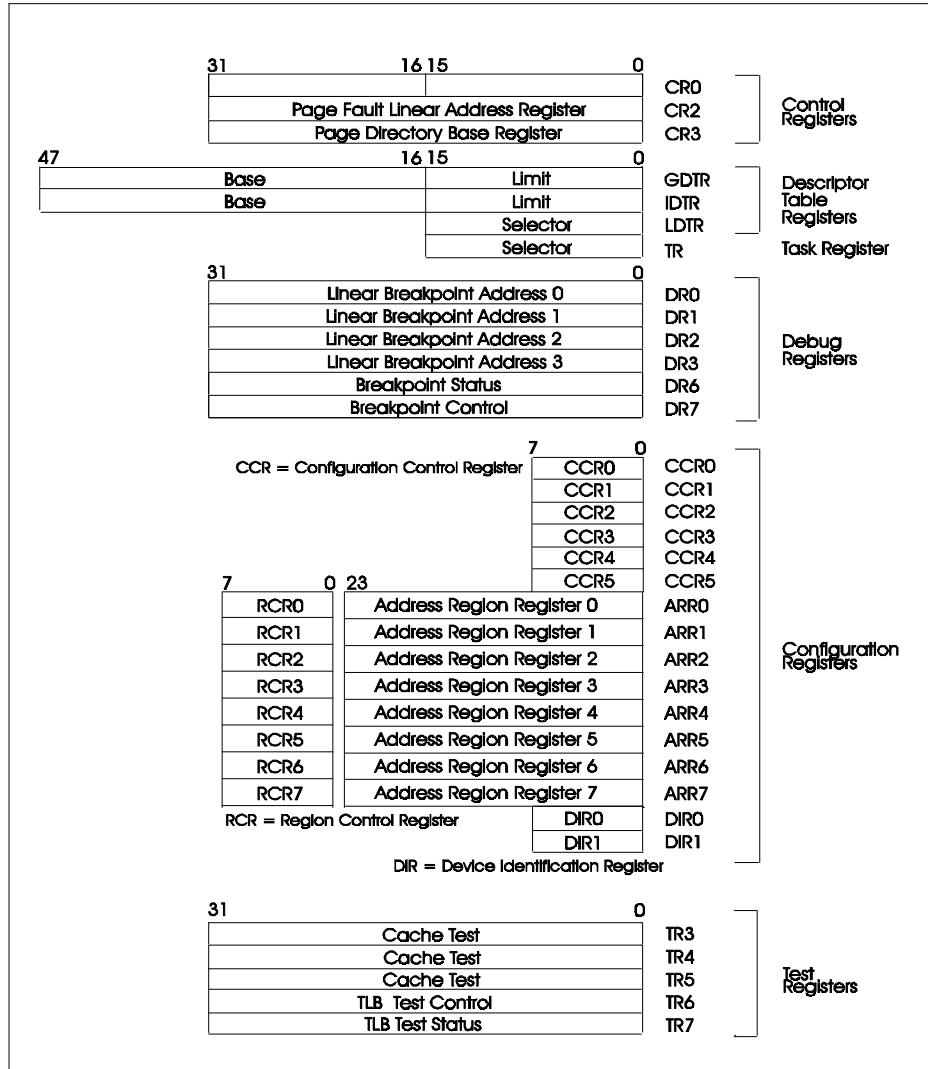 31 16 15 0
CR0
Page Fault Linear Address Register CR2 Control Registers
Page Directory Base Register CR3
47 16 15 0
Base Limit GDTR Descriptor
Base Limit IDTR Table
Selector LDTR Registers
Selector TR Task Register
31 0
Linear Breakpoint Address 0 DR0
Linear Breakpoint Address 1 DR1
Linear Breakpoint Address 2 DR2 Debug
Linear Breakpoint Address 3 DR3 Registers
Breakpoint Status DR6
Breakpoint Control DR7
7 0
CCR = Configuration Control Register CCR0 CCR0
CCR1 CCR1
CCR2 CCR2
CCR3 CCR3
CCR4 CCR4
CCR5 CCR5
7 0 23
RCR0 Address Region Register 0 ARR0
RCR1 Address Region Register 1 ARR1
RCR2 Address Region Register 2 ARR2 Configuration Registers
RCR3 Address Region Register 3 ARR3
RCR4 Address Region Register 4 ARR4
RCR5 Address Region Register 5 ARR5
RCR6 Address Region Register 6 ARR6
RCR7 Address Region Register 7 ARR7
RCR = Region Control Register DIR0 DIR0
DIR1 DIR1
DIR = Device Identification Register
31 0
Cache Test TR3
Cache Test TR4
Cache Test TR5 Test Registers
TLB Test Control TR6
TLB Test Status TR7